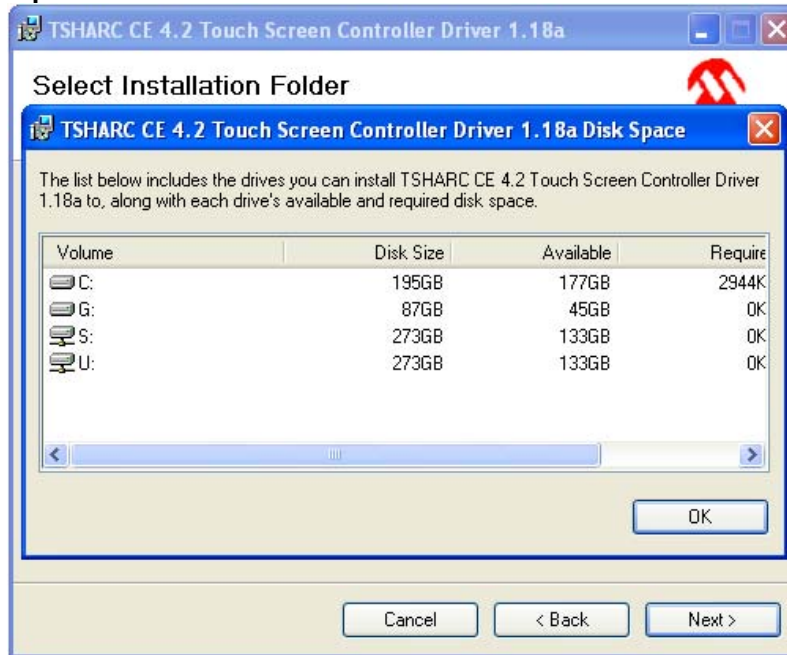 TSHARC CE 4.2 Touch Screen Controller Driver 1.18a
Select Installation Folder
TSHARC CE 4.2 Touch Screen Controller Driver 1.18a Disk Space
The list below includes the drives you can install TSHARC CE 4.2 Touch Screen Controller Driver
1.18a to, along with each drive's available and required disk space.
Volume Disk Size Available Require
C: 195GB 177GB 2944K
G: 87GB 45GB 0K
S: 273GB 133GB 0K
U: 273GB 133GB 0K
OK
Cancel < Back Next >